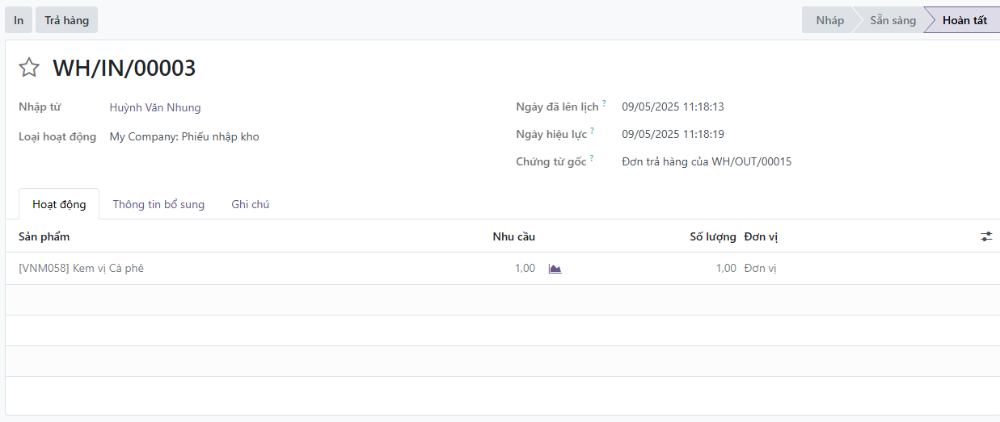 In Trả hàng Nháp Sẵn sàng Hoàn tất
WH/IN/00003
Nhập từ Huỳnh Văn Nhung Ngày đã lên lịch ? 09/05/2025 11:18:13
Loại hoạt động My Company: Phiếu nhập kho Ngày hiệu lực ? 09/05/2025 11:18:19
Chứng từ gốc ? Đơn trả hàng của WH/OUT/00015
Hoạt động Thông tin bổ sung Ghi chú
Sản phẩm Nhu cầu Số lượng Đơn vị
[VNM058] Kem vị Cà phê 1,00 1,00 Đơn vị